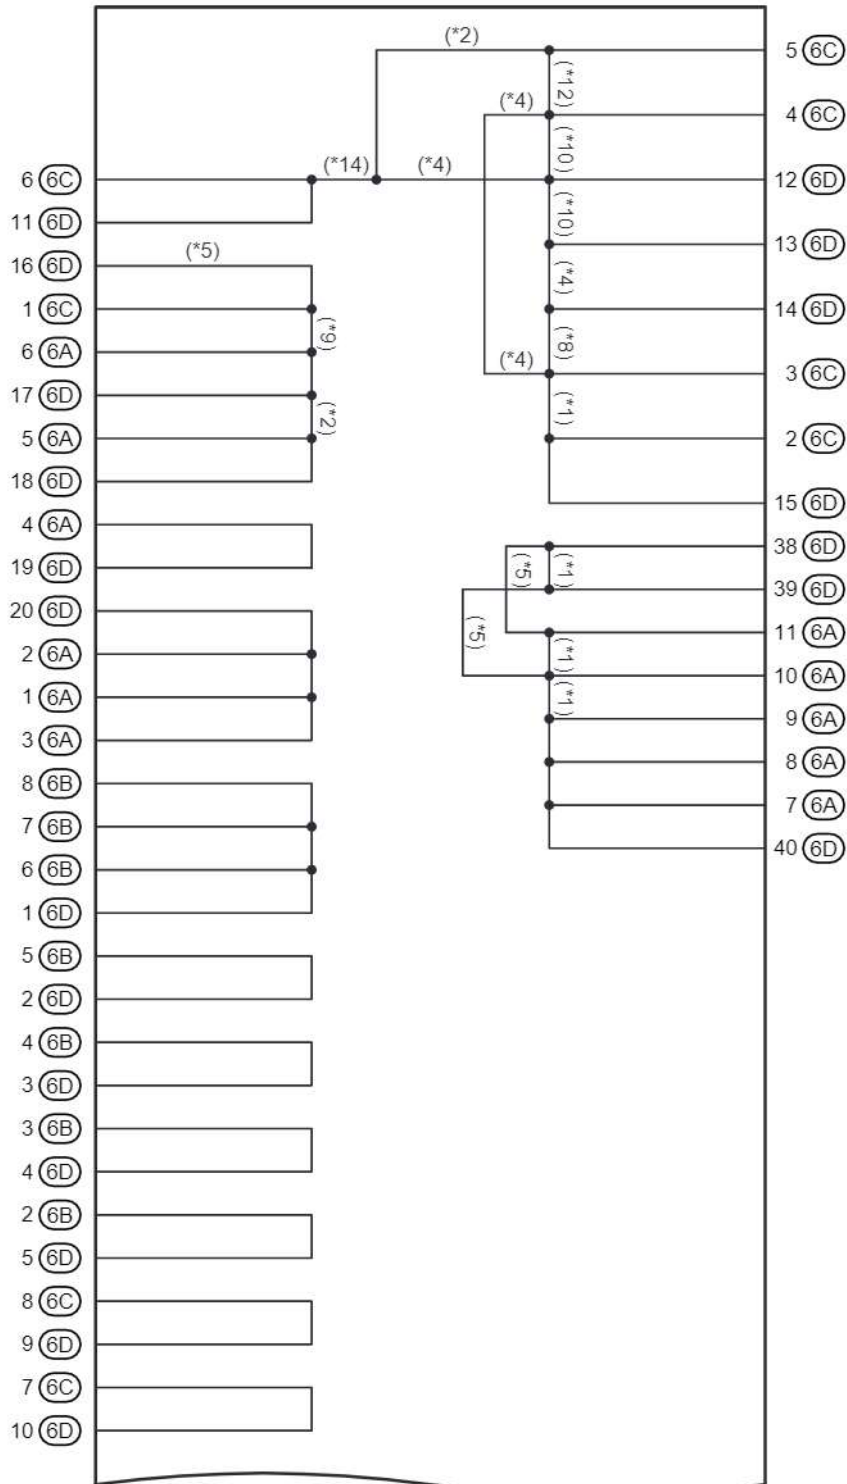 (*2)
5 6C
(*12)
(*4)
4 6C
(*10)
6 6C
(*14)
(*4)
12 6D
11 6D
(*10)
16 6D
(*5)
13 6D
(*4)
1 6C
14 6D
(*9)
(*8)
6 6A
(*4)
3 6C
17 6D
(*2)
(*1)
5 6A
2 6C
18 6D
15 6D
4 6A
38 6D
19 6D
(*5)
(*1)
39 6D
20 6D
(*5)
11 6A
2 6A
(*1)
10 6A
1 6A
(*1)
9 6A
3 6A
8 6A
8 6B
7 6A
7 6B
40 6D
6 6B
1 6D
5 6B
2 6D
4 6B
3 6D
3 6B
4 6D
2 6B
5 6D
8 6C
9 6D
7 6C
10 6D